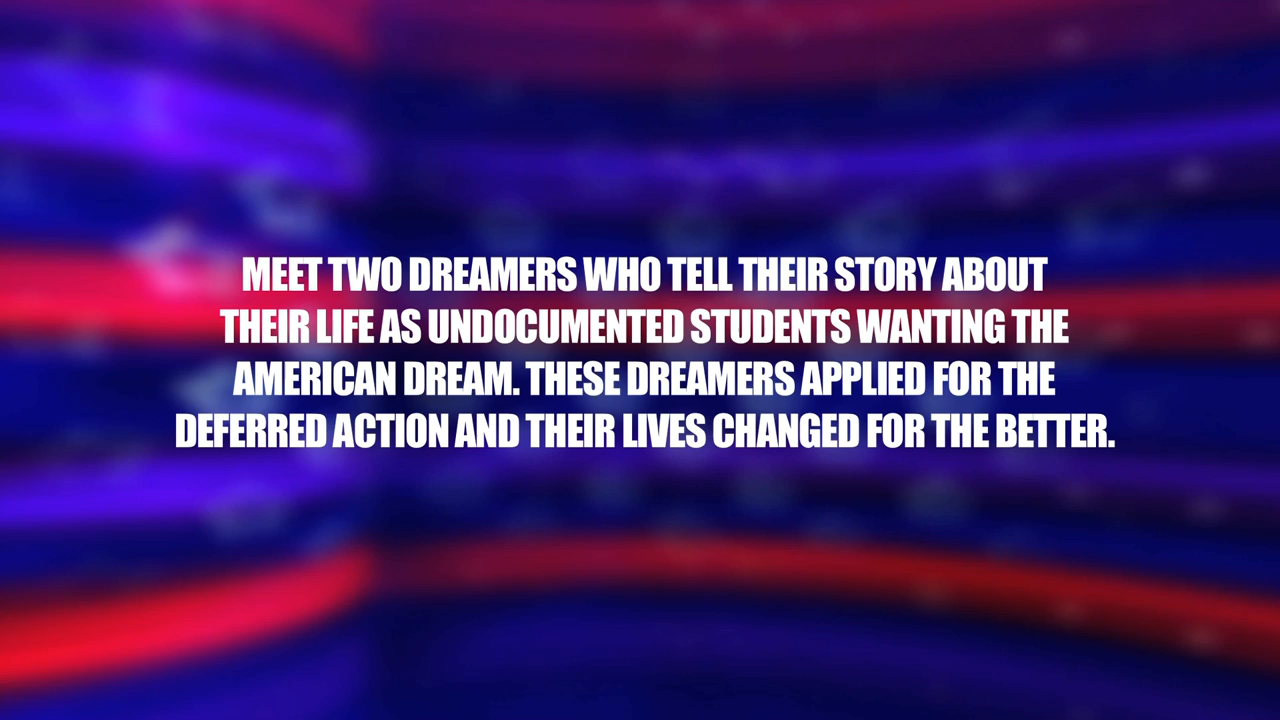 MEET TWO DREAMERS WHO TELL THEIR STORY ABOUT
THEIR LIFE AS UNDOCUMENTED STUDENTS WANTING THE
AMERICAN DREAM. THESE DREAMERS APPLIED FOR THE
DEFERRED ACTION AND THEIR LIVES CHANGED FOR THE BETTER.